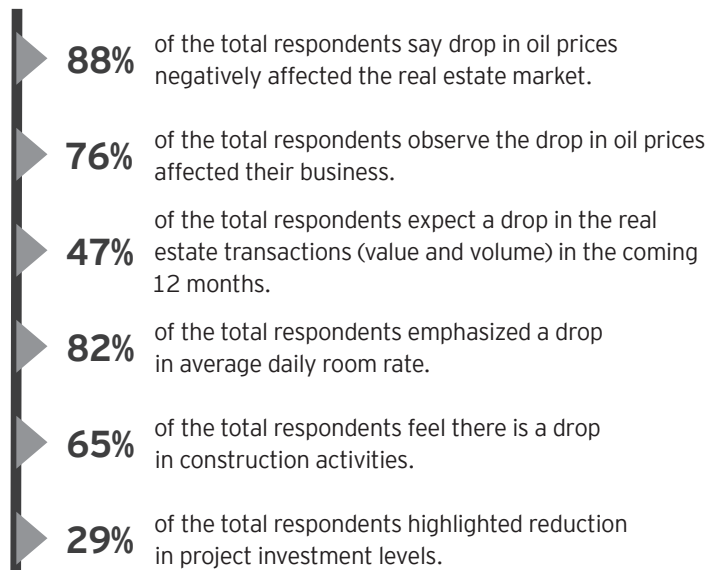 88% of the total respondents say drop in oil prices
negatively affected the real estate market.
76% of the total respondents observe the drop in oil prices
affected their business.
of the total respondents expect a drop in the real
47% estate transactions (value and volume) in the coming
12 months.
82% of the total respondents emphasized a drop
in average daily room rate.
65% of the total respondents feel there is a drop
in construction activities.
29% of the total respondents highlighted reduction
in project investment levels.